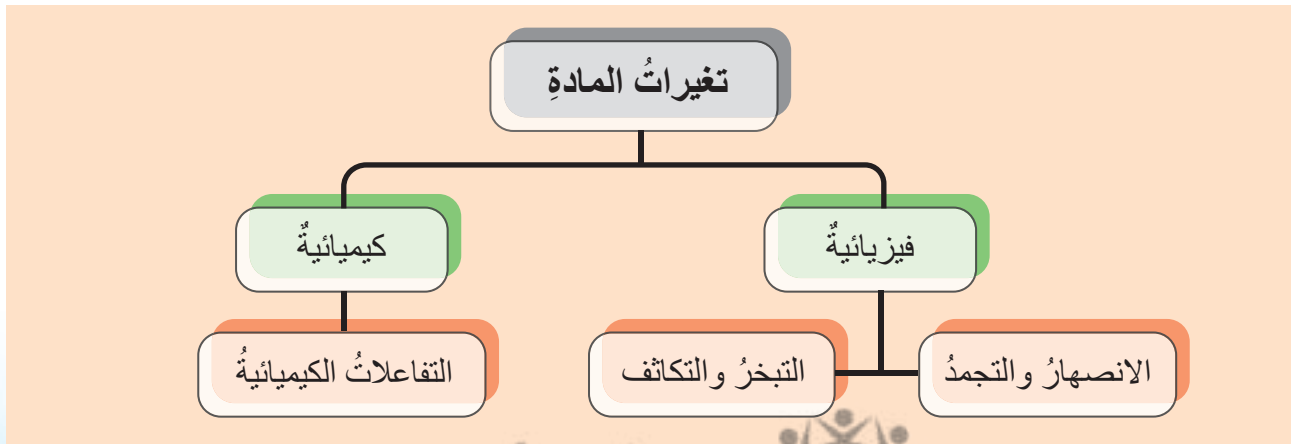 تغيراتُ المادةِ
فيزيائيةٌ
كيميائيةٌ
الانصهارُ والتجمدُ
التبخرُ والتكاثف
التفاعلاتُ الكيميائيةُ